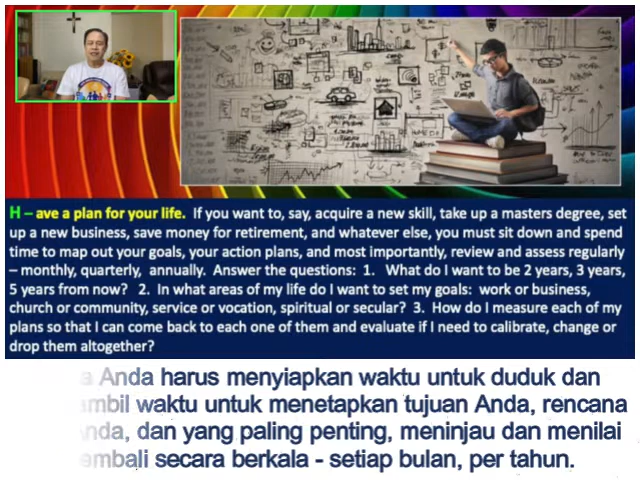 H – ave a plan for your life. If you want to, say, acquire a new skill, take up a masters degree, set
up a new business, save money for retirement, and whatever else, you must sit down and spend
time to map out your goals, your action plans, and most importantly, review and assess regularly
– monthly, quarterly, annually. Answer the questions: 1. What do I want to be 2 years, 3 years,
5 years from now? 2. In what areas of my life do I want to set my goals: work or business,
church or community, service or vocation, spiritual or secular? 3. How do I measure each of my
plans so that I can come back to each one of them and evaluate if I need to calibrate, change or
drop them altogether?
Anda harus menyiapkan waktu untuk duduk dan
waktu untuk menetapkan tujuan Anda, rencana
dan yang paling penting, meninjau dan menilai
secara berkala - setiap bulan, per tahun.